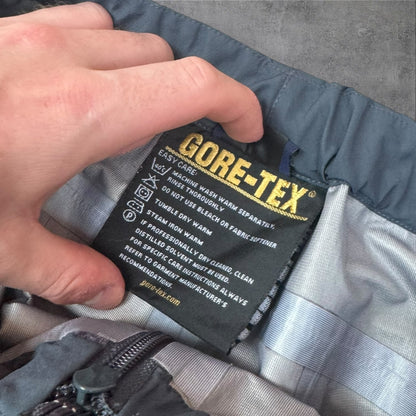 GORE-TEX®
EASY CARE:
MACHINE WASH WARM SEPARATELY.
RINSE THOROUGHLY.
DO NOT USE BLEACH OR FABRIC SOFTENER
TUMBLE DRY WARM
STEAM IRON WARM
IF PROFESSIONALLY DRY CLEANED, CLEAN
DISTILLED SOLVENT MUST BE USED.
FOR SPECIFIC CARE INSTRUCTIONS ALWAYS
REFER TO GARMENT MANUFACTURER'S
RECOMMENDATIONS.
gore-tex.com